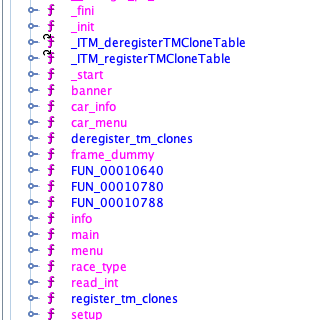 _fini
_init
_ITM_deregisterTMCloneTable
_ITM_registerTMCloneTable
_start
banner
car_info
car_menu
deregister_tm_clones
frame_dummy
FUN_00010640
FUN_00010780
FUN_00010788
info
main
menu
race_type
read_int
register_tm_clones
setup